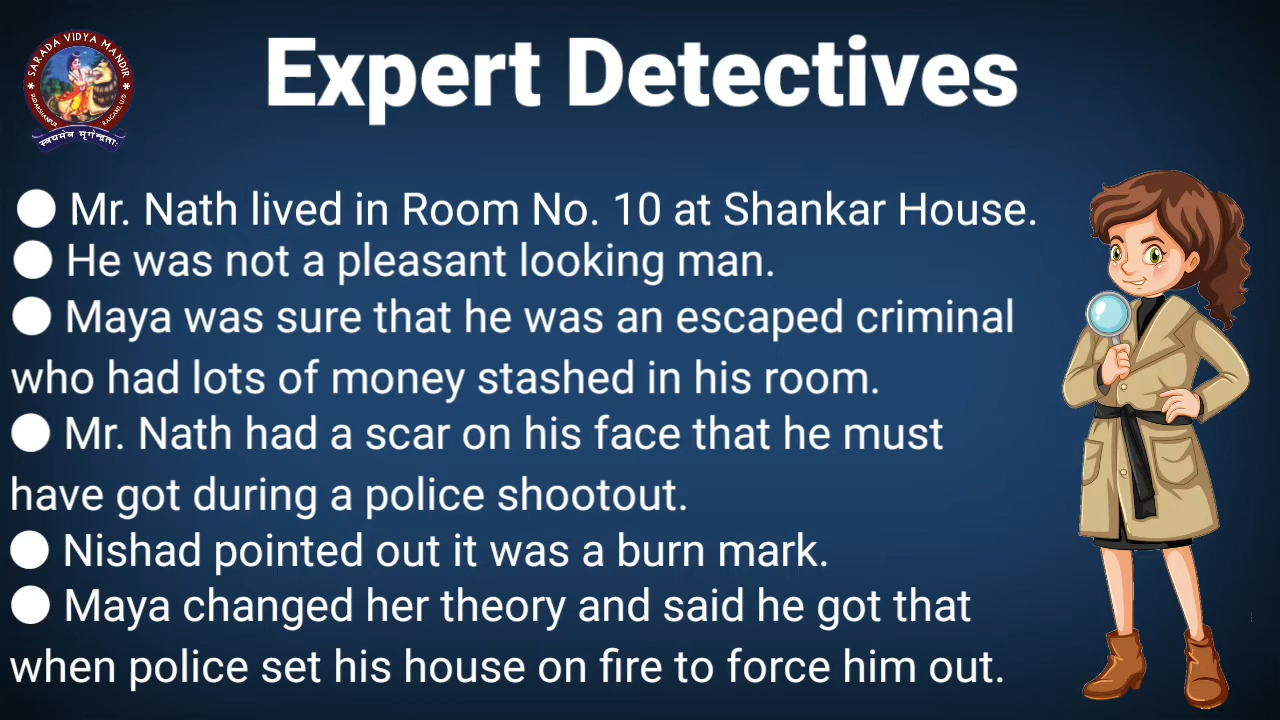 SARADA VIDYA MANDIR
स्वयमेव मृगेन्द्रता:
Expert Detectives
● Mr. Nath lived in Room No. 10 at Shankar House.
● He was not a pleasant looking man.
● Maya was sure that he was an escaped criminal
who had lots of money stashed in his room.
● Mr. Nath had a scar on his face that he must
have got during a police shootout.
● Nishad pointed out it was a burn mark.
● Maya changed her theory and said he got that
when police set his house on fire to force him out.